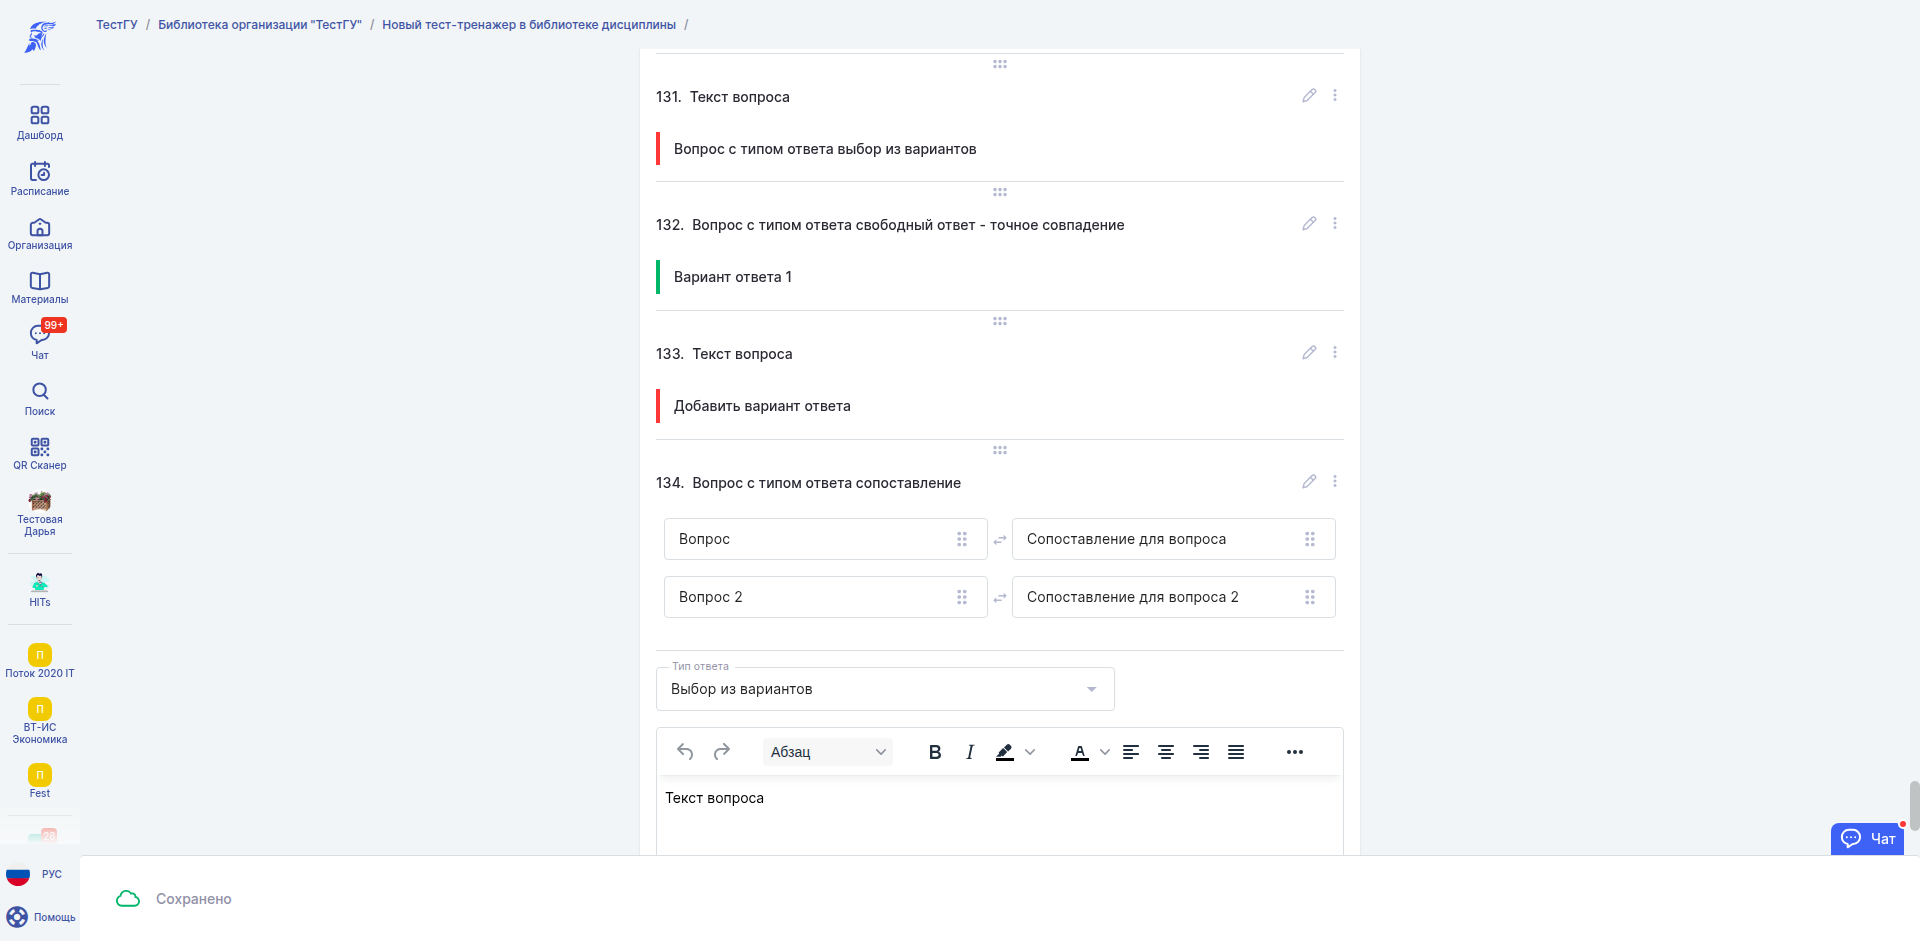 ТестГУ / Библиотека организации "ТестГУ" / Новый тест-тренажер в библиотеке дисциплины /
Дашборд
Расписание
Организация
Материалы
99+
Чат
Поиск
QR Сканер
Тестовая
Дарья
HITs
П
Поток 2020 IT
П
ВТ-ИС
Экономика
П
Fest
28
РУС
Помощь
131. Текст вопроса
Вопрос с типом ответа выбор из вариантов
132. Вопрос с типом ответа свободный ответ - точное совпадение
Вариант ответа 1
133. Текст вопроса
Добавить вариант ответа
134. Вопрос с типом ответа сопоставление
Вопрос
Сопоставление для вопроса
Вопрос 2
Сопоставление для вопроса 2
Тип ответа
Выбор из вариантов
Абзац
B I A
Текст вопроса
Чат
Сохранено